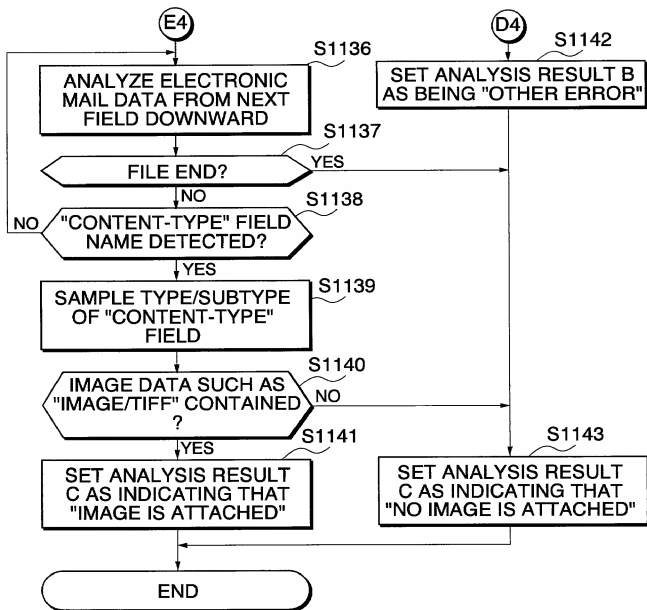 E4
D4
S1136
S1142
ANALYZE ELECTRONIC
MAIL DATA FROM NEXT
FIELD DOWNWARD
SET ANALYSIS RESULT B
AS BEING "OTHER ERROR"
S1137
FILE END?
YES
NO
S1138
NO
"CONTENT-TYPE" FIELD
NAME DETECTED?
YES
S1139
SAMPLE TYPE/SUBTYPE
OF "CONTENT-TYPE"
FIELD
S1140
IMAGE DATA SUCH AS
"IMAGE/TIFF" CONTAINED
?
NO
YES
S1141
S1143
SET ANALYSIS RESULT
C AS INDICATING THAT
"IMAGE IS ATTACHED"
SET ANALYSIS RESULT
C AS INDICATING THAT
"NO IMAGE IS ATTACHED"
END